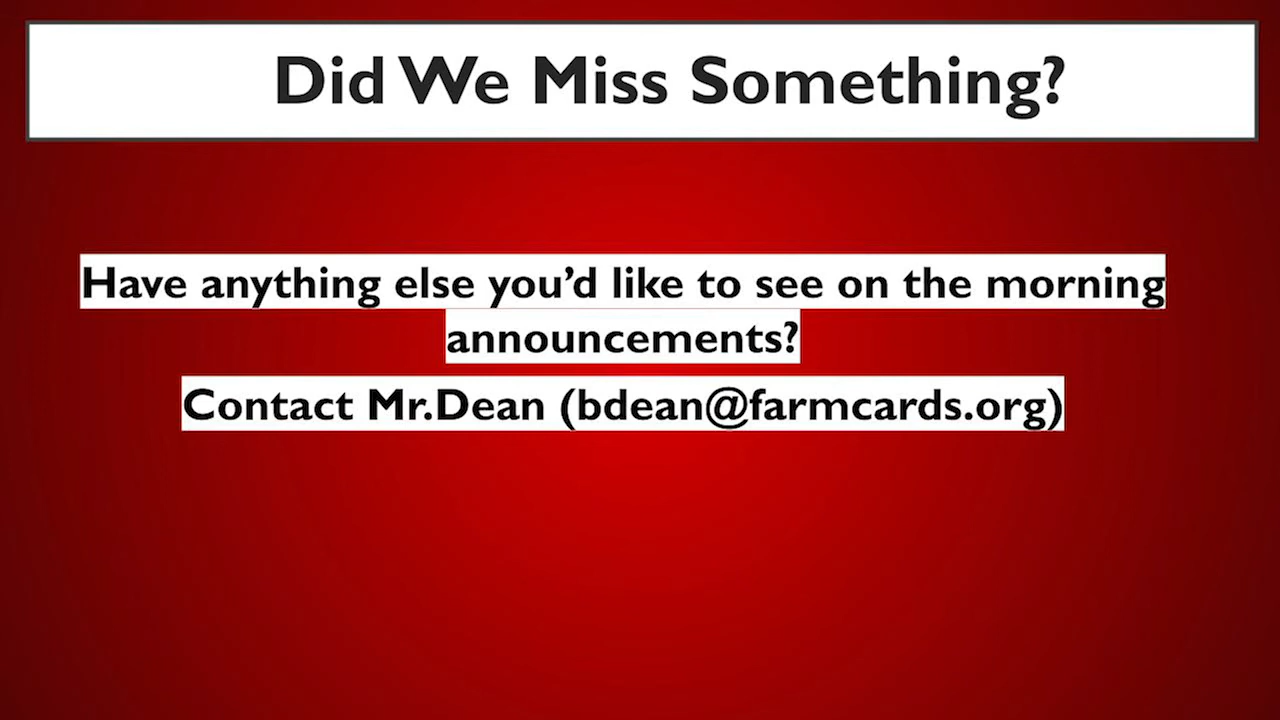 Did We Miss Something?
Have anything else you’d like to see on the morning
announcements?
Contact Mr.Dean (bdean@farmcards.org)